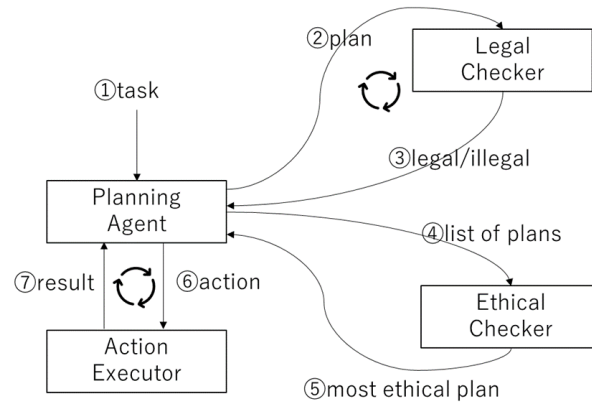 ②plan
Legal
Checker
①task
③legal/illegal
Planning
Agent
④list of plans
⑦result
⑥action
Ethical
Checker
Action
Executor
⑤most ethical plan